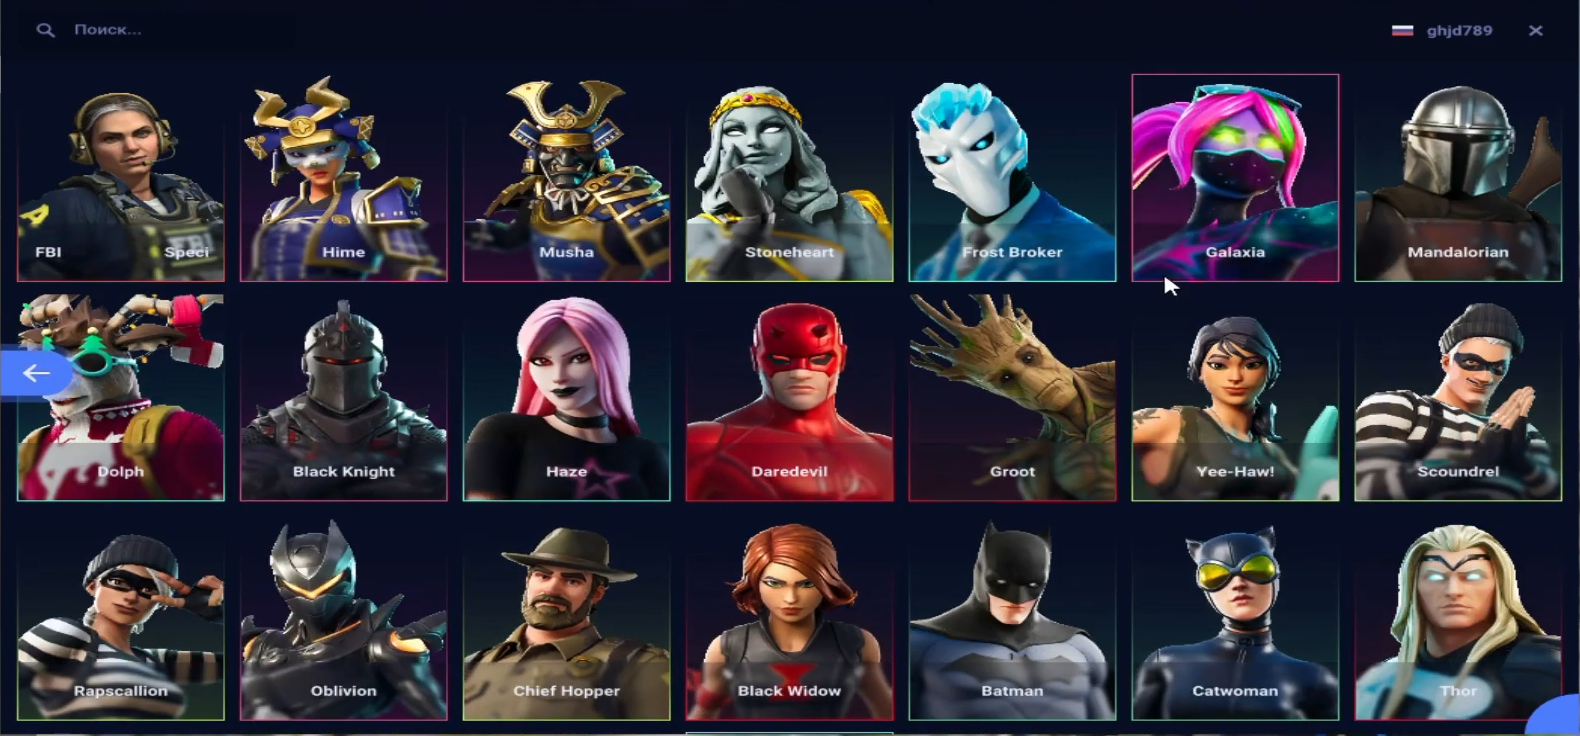 Поиск...
ghjd789
FBI Speci
Hime
Musha
Stoneheart
Frost Broker
Galaxia
Mandalorian
Dolph
Black Knight
Haze
Daredevil
Groot
Yee-Haw!
Scoundrel
Rapscallion
Oblivion
Chief Hopper
Black Widow
Batman
Catwoman
Thor